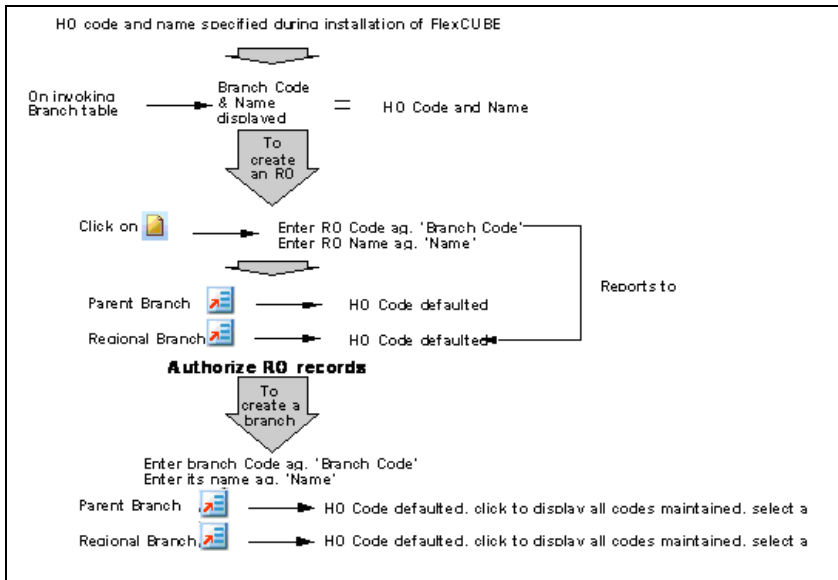 HO code and name specified during installation of FlexCUBE
On invoking
Branch table
Branch Code
& Name
displayed
=
HO Code and Name
To
create
an RO
Click on
Enter RO Code ag. 'Branch Code'
Enter RO Name ag. 'Name'
Reports to
Parent Branch
HO Code defaulted
Regional Branch
HO Code defaulted
Authorize RO records
To
create a
branch
Enter branch Code ag. 'Branch Code'
Enter its name ag. 'Name'
Parent Branch
HO Code defaulted. click to display all codes maintained. select a
Regional Branch
HO Code defaulted. click to display all codes maintained. select a